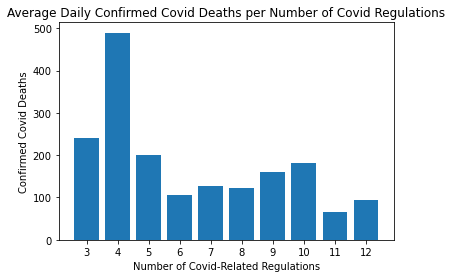 Average Daily Confirmed Covid Deaths per Number of Covid Regulations
500
400
300
200
100
0
Confirmed Covid Deaths
3 4 5 6 7 8 9 10 11 12
Number of Covid-Related Regulations